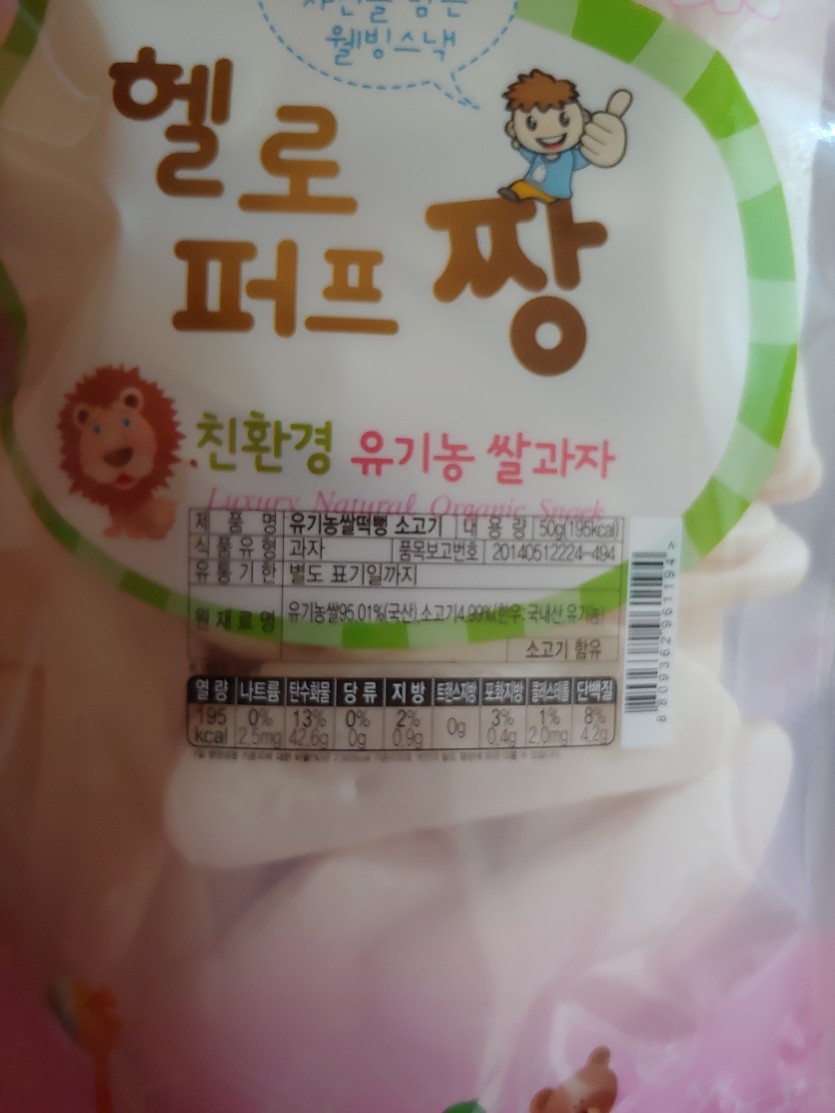 웰빙스낵
헬로
퍼프 짱
친환경 유기농 쌀과자
Luxury Natural Organic Snack
제품명 유기농쌀떡뻥 소고기 내용량 50g(195kcal)
식품유형 과자 품목보고번호 20140512224-494
유통기한 별도 표기일까지
원재료명 유기농쌀95.01%(국산),소고기4.99%(한우:국내산,유기농)
소고기 함유
열량 나트륨 탄수화물 당류 지방 트랜스지방 포화지방 콜레스테롤 단백질
195 0% 13% 0% 2% 0g 3% 1% 8%
kcal 2.5mg 42.6g 0g 0.9g 0.4g 2.0mg 4.2g
8809362961194